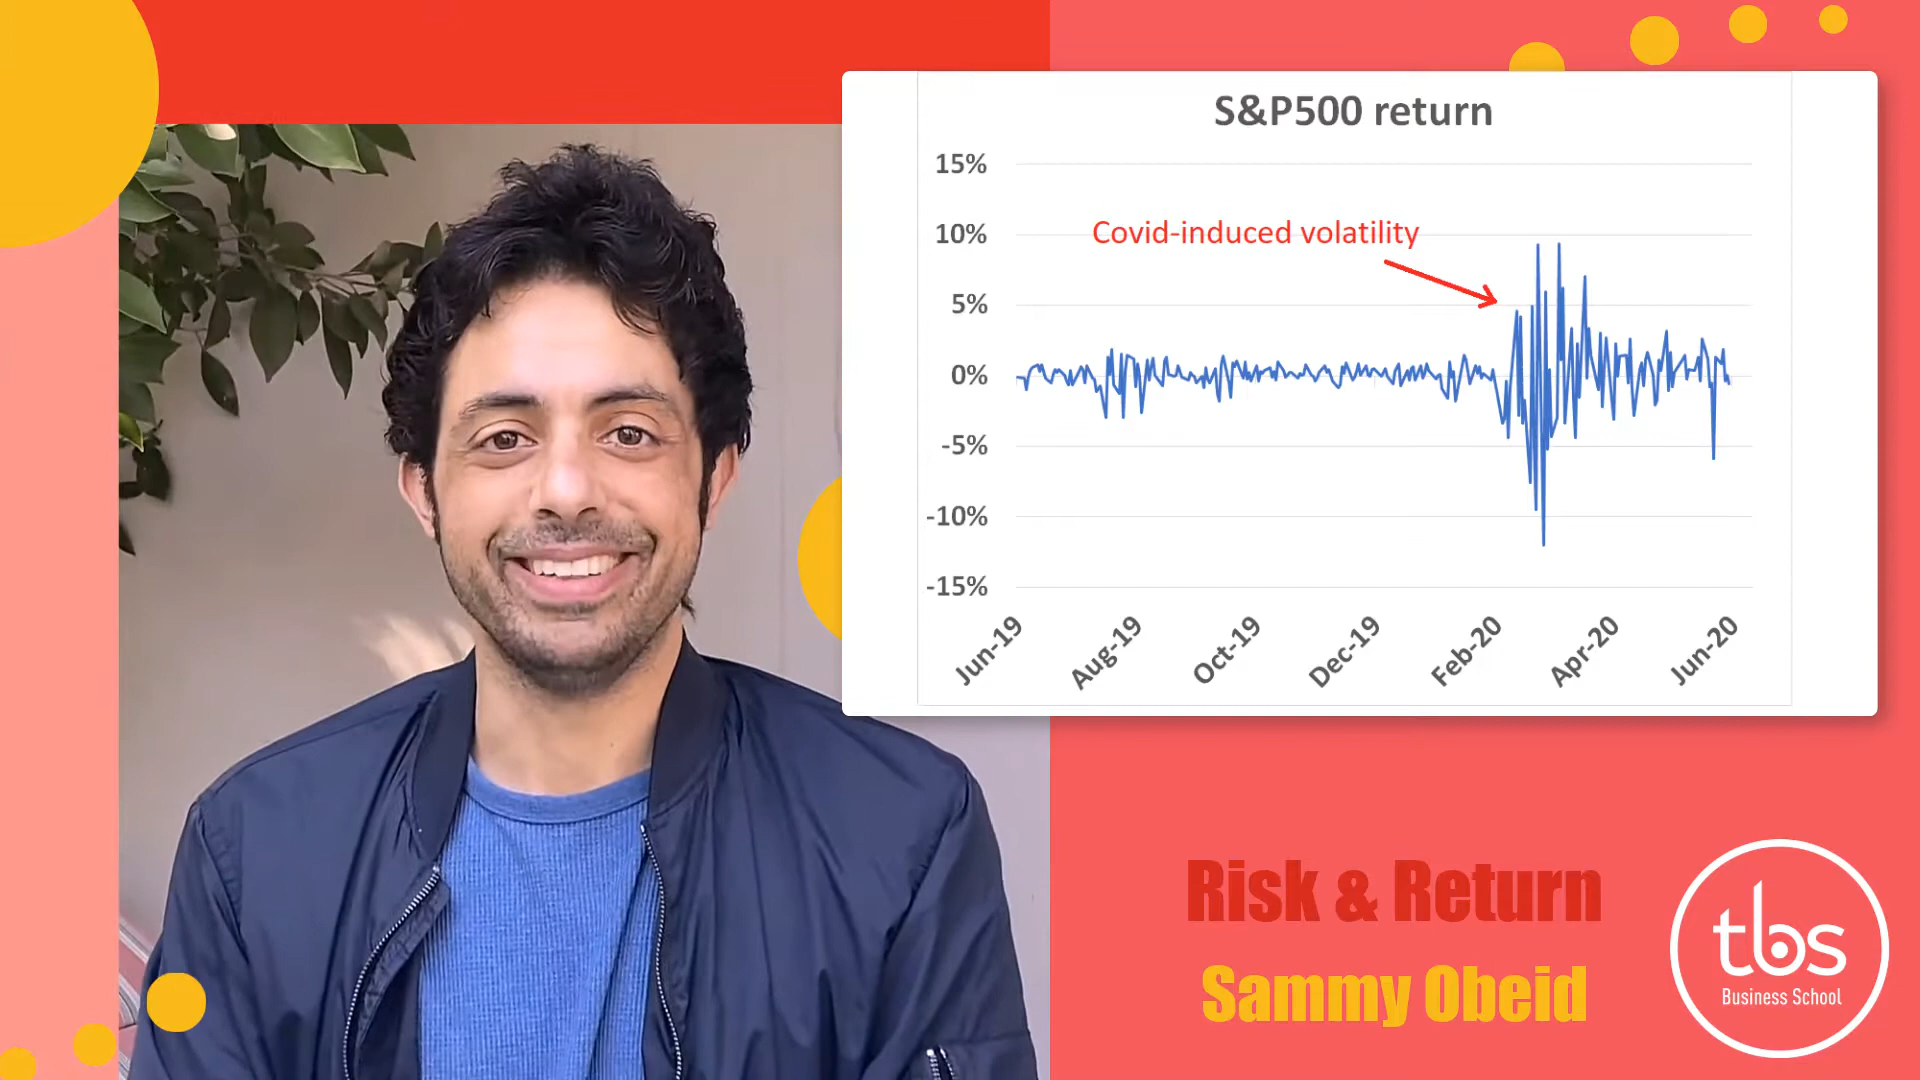 S&P500 return
15%
10%
5%
0%
-5%
-10%
-15%
Covid-induced volatility
Jun-19
Aug-19
Oct-19
Dec-19
Feb-20
Apr-20
Jun-20
Risk & Return
Sammy Obeid
tbs
Business School